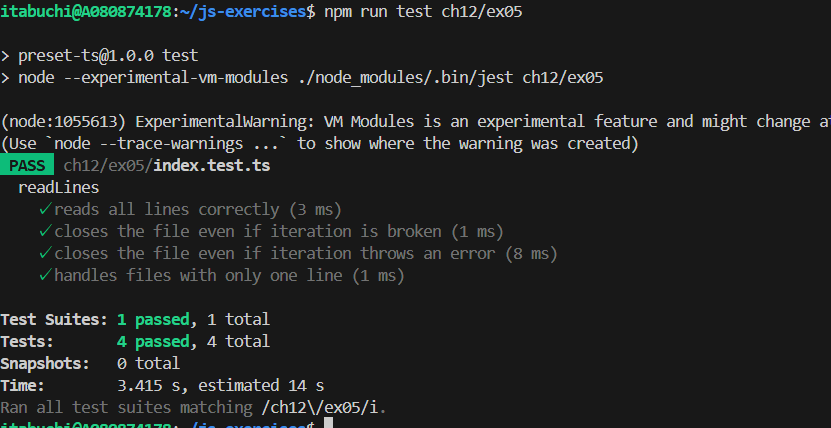 itabuchi@A080874178:~/js-exercises$ npm run test ch12/ex05
> preset-ts@1.0.0 test
> node --experimental-vm-modules ./node_modules/.bin/jest ch12/ex05
(node:1055613) ExperimentalWarning: VM Modules is an experimental feature and might change at
(Use `node --trace-warnings ...` to show where the warning was created)
PASS ch12/ex05/index.test.ts
readLines
✓reads all lines correctly (3 ms)
✓closes the file even if iteration is broken (1 ms)
✓closes the file even if iteration throws an error (8 ms)
✓handles files with only one line (1 ms)
Test Suites: 1 passed, 1 total
Tests: 4 passed, 4 total
Snapshots: 0 total
Time: 3.415 s, estimated 14 s
Ran all test suites matching /ch12\/ex05/i.
itabuchi@A080874178:~/js-exercises$